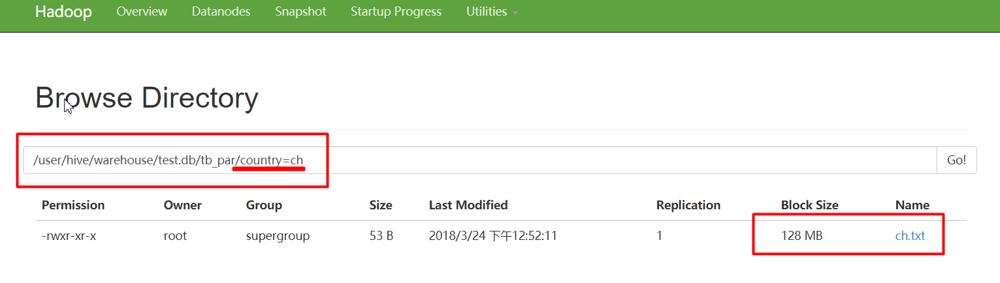 Hadoop Overview Datanodes Snapshot Startup Progress Utilities
Browse Directory
/user/hive/warehouse/test.db/tb_par/country=ch Go!
Permission Owner Group Size Last Modified Replication Block Size Name
-rwxr-xr-x root supergroup 53 B 2018/3/24 下午12:52:11 1 128 MB ch.txt